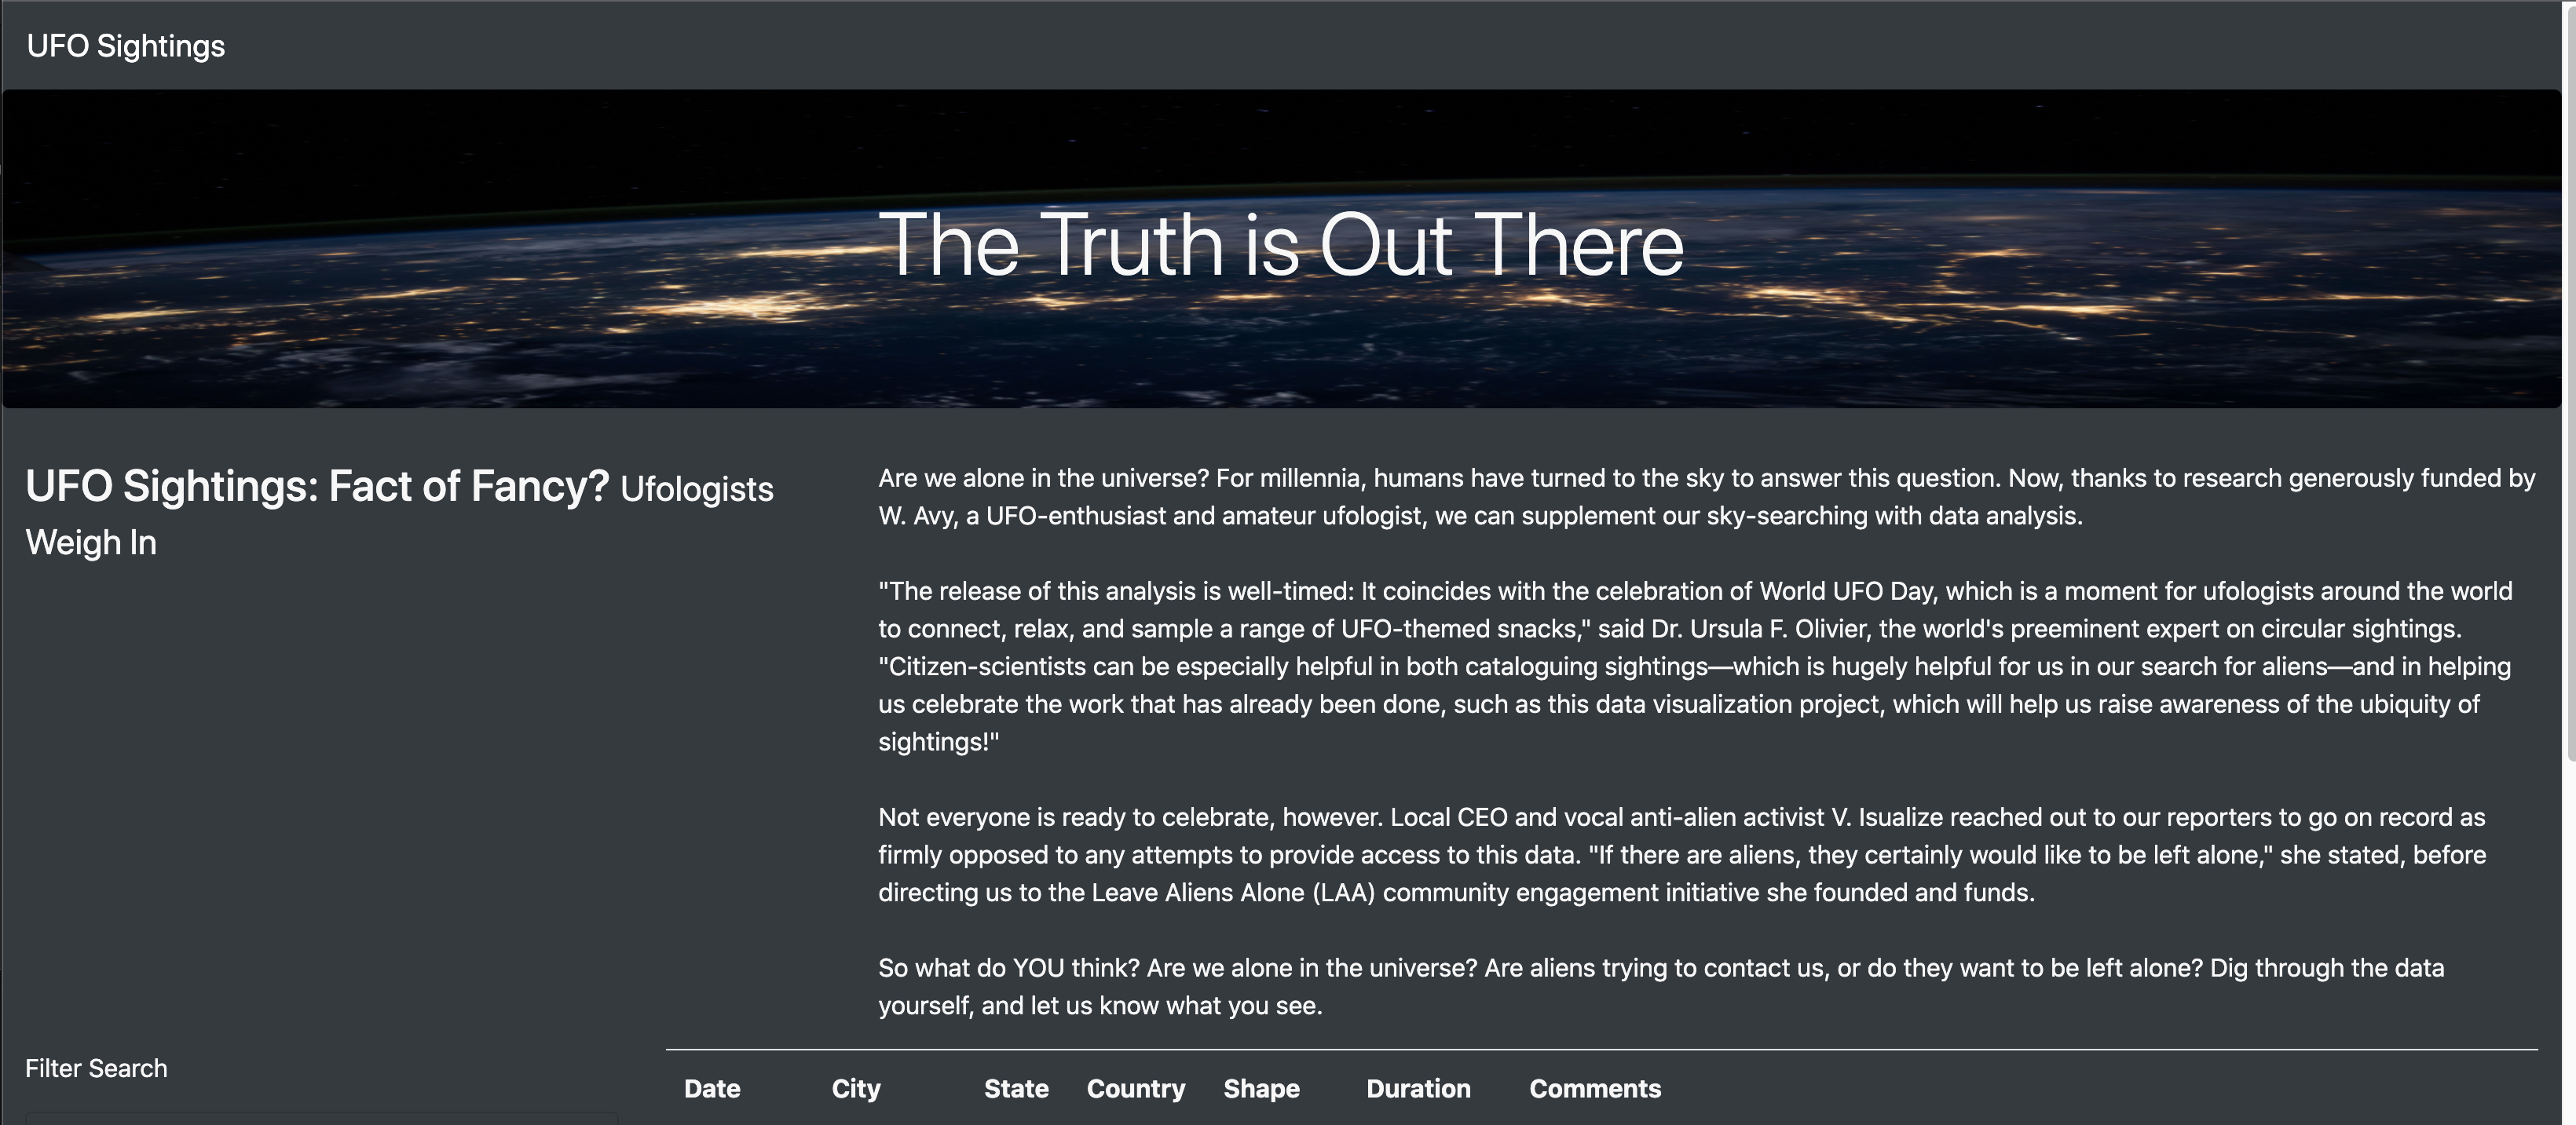 UFO Sightings
The Truth is Out There
UFO Sightings: Fact of Fancy? Ufologists
Weigh In
Are we alone in the universe? For millennia, humans have turned to the sky to answer this question. Now, thanks to research generously funded by
W. Avy, a UFO-enthusiast and amateur ufologist, we can supplement our sky-searching with data analysis.
"The release of this analysis is well-timed: It coincides with the celebration of World UFO Day, which is a moment for ufologists around the world
to connect, relax, and sample a range of UFO-themed snacks," said Dr. Ursula F. Olivier, the world's preeminent expert on circular sightings.
"Citizen-scientists can be especially helpful in both cataloguing sightings—which is hugely helpful for us in our search for aliens—and in helping
us celebrate the work that has already been done, such as this data visualization project, which will help us raise awareness of the ubiquity of
sightings!"
Not everyone is ready to celebrate, however. Local CEO and vocal anti-alien activist V. Isualize reached out to our reporters to go on record as
firmly opposed to any attempts to provide access to this data. "If there are aliens, they certainly would like to be left alone," she stated, before
directing us to the Leave Aliens Alone (LAA) community engagement initiative she founded and funds.
So what do YOU think? Are we alone in the universe? Are aliens trying to contact us, or do they want to be left alone? Dig through the data
yourself, and let us know what you see.
Filter Search
Date City State Country Shape Duration Comments